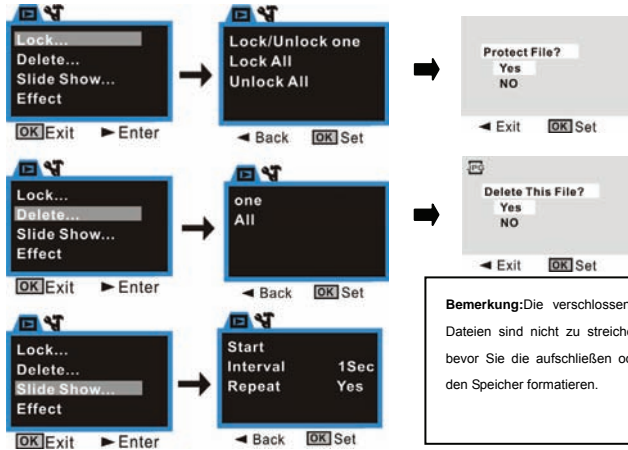 Lock...
Delete...
Slide Show...
Effect
OK Exit ► Enter
Lock/Unlock one
Lock All
Unlock All
◄ Back OK Set
Protect File?
Yes
NO
◄ Exit OK Set
Lock...
Delete...
Slide Show...
Effect
OK Exit ► Enter
one
All
◄ Back OK Set
JPG
Delete This File?
Yes
NO
◄ Exit OK Set
Lock...
Delete...
Slide Show...
Effect
OK Exit ► Enter
Start
Interval 1Sec
Repeat Yes
◄ Back OK Set
Bemerkung:Die verschlossen
Dateien sind nicht zu streiche
bevor Sie die aufschließen od
den Speicher formatieren.